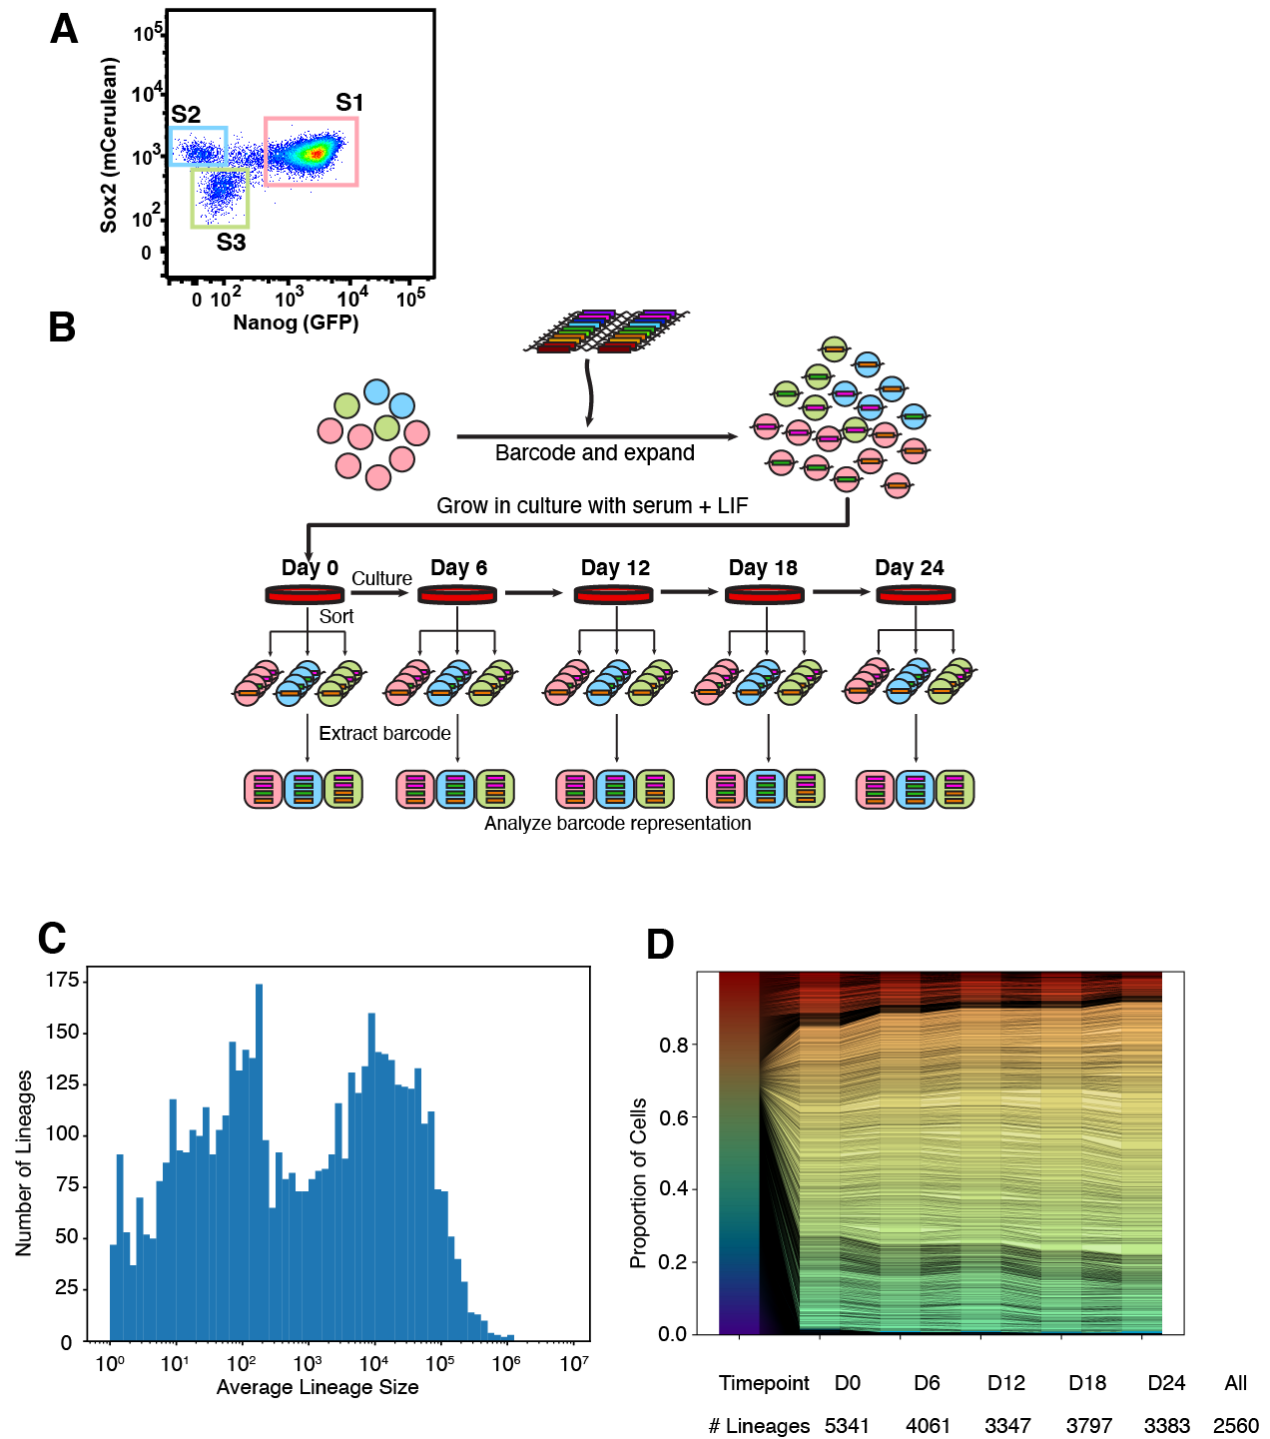 A
10^5
10^4
10^3
10^2
0
Sox2 (mCerulean)
S2
S1
S3
0 10^2 10^3 10^4 10^5
Nanog (GFP)
B
Barcode and expand
Grow in culture with serum + LIF
Day 0 Day 6 Day 12 Day 18 Day 24
Culture
Sort
Extract barcode
Analyze barcode representation
C
175
150
125
100
75
50
25
0
Number of Lineages
10^0 10^1 10^2 10^3 10^4 10^5 10^6 10^7
Average Lineage Size
D
0.8
0.6
0.4
0.2
0.0
Proportion of Cells
Timepoint D0 D6 D12 D18 D24 All
# Lineages 5341 4061 3347 3797 3383 2560